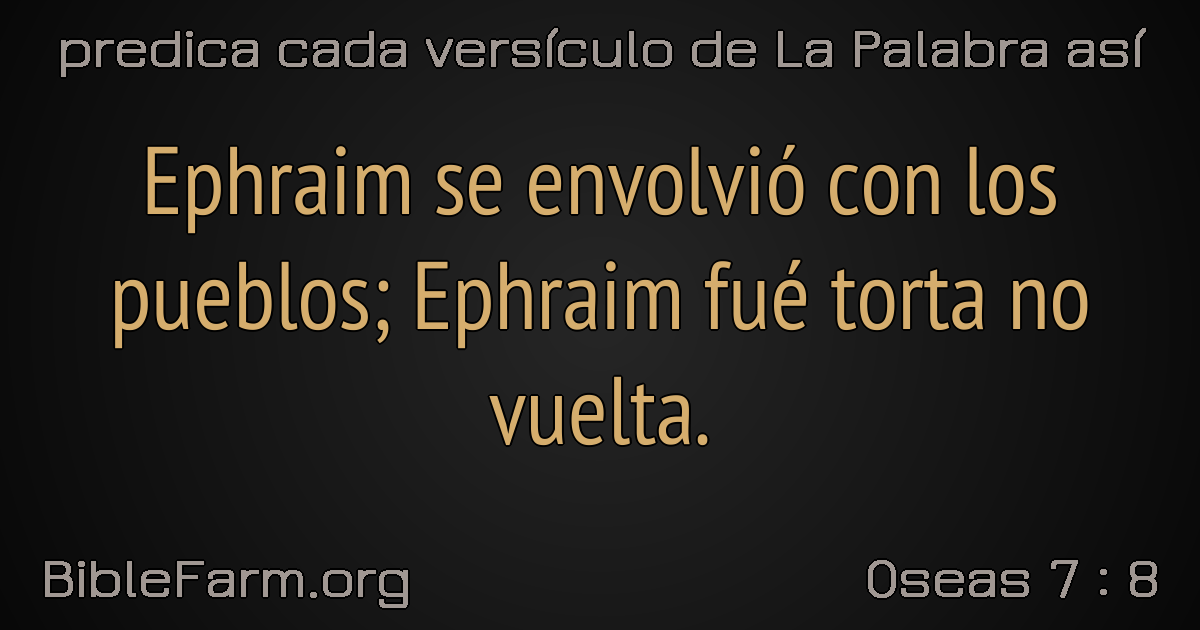 predica cada versículo de La Palabra así
Ephraim se envolvió con los
pueblos; Ephraim fué torta no
vuelta.
BibleFarm.org
Oseas 7 : 8